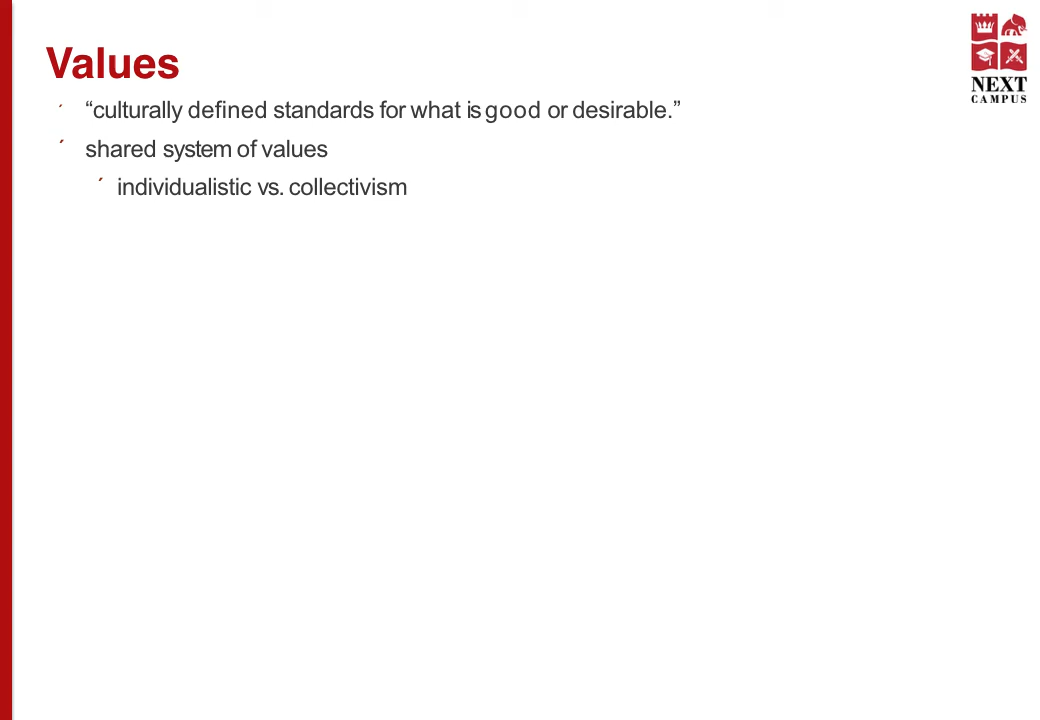 Values
“culturally defined standards for what is good or desirable.”
shared system of values
individualistic vs. collectivism
NEXT
CAMPUS